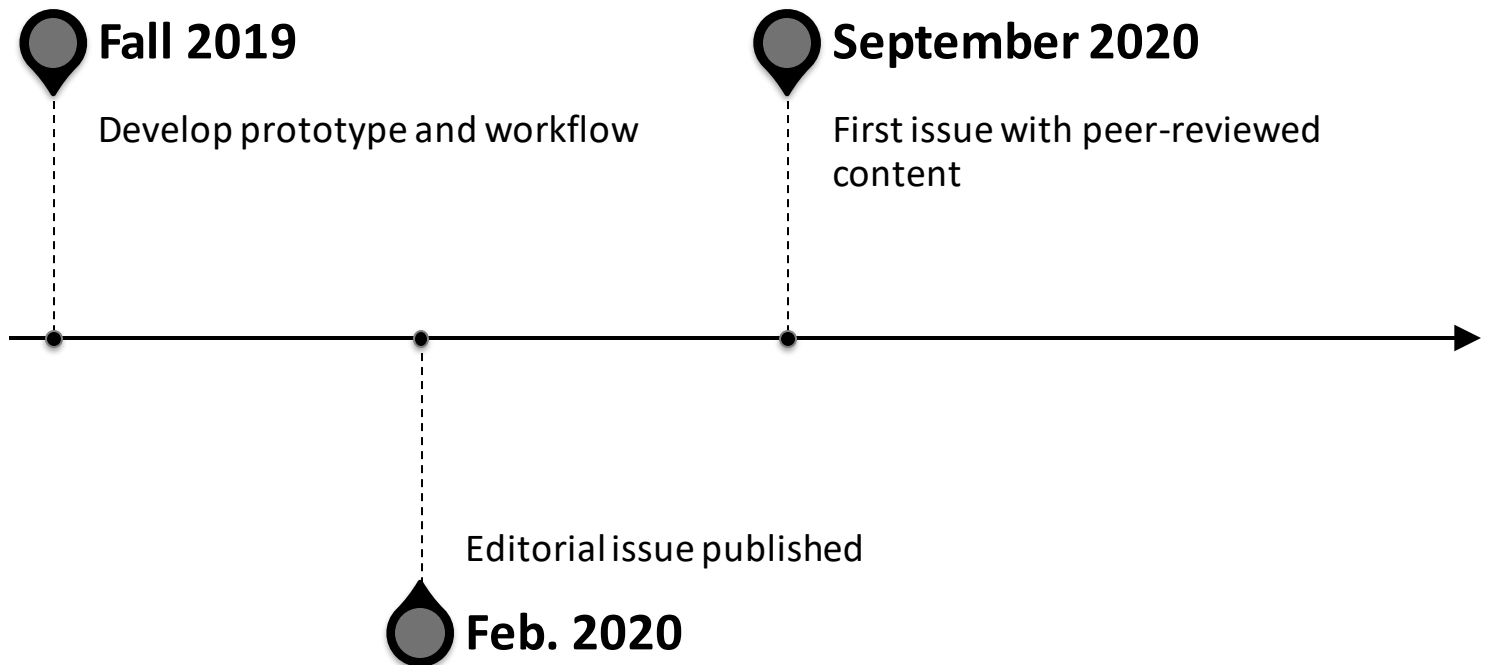 Fall 2019
Develop prototype and workflow
September 2020
First issue with peer-reviewed
content
Editorial issue published
Feb. 2020